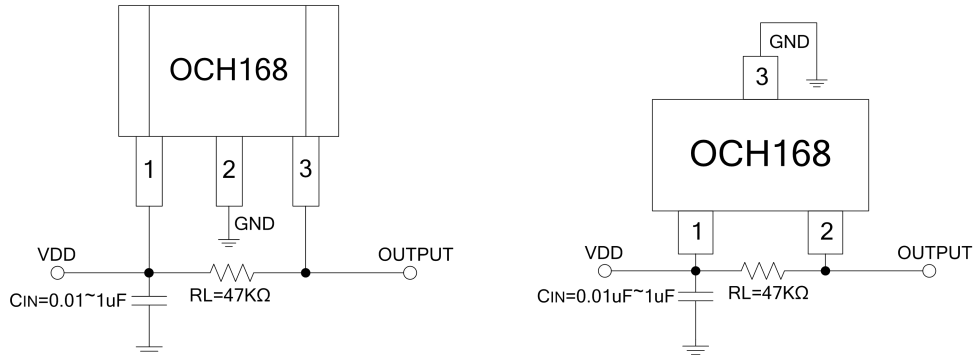 OCH168
1
2
3
GND
VDD
OUTPUT
CIN=0.01~1uF
RL=47KΩ
GND
3
OCH168
1
2
VDD
OUTPUT
CIN=0.01uF~1uF
RL=47KΩ